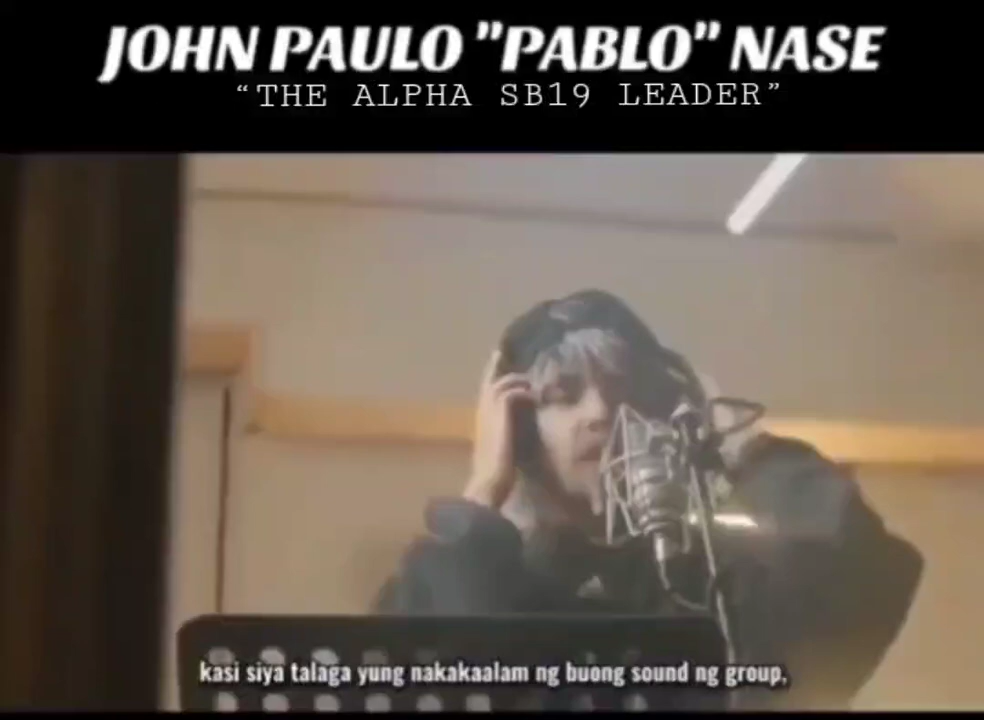 JOHN PAULO "PABLO" NASE
“THE ALPHA SB19 LEADER”
kasi siya talaga yung nakakaalam ng buong sound ng group,